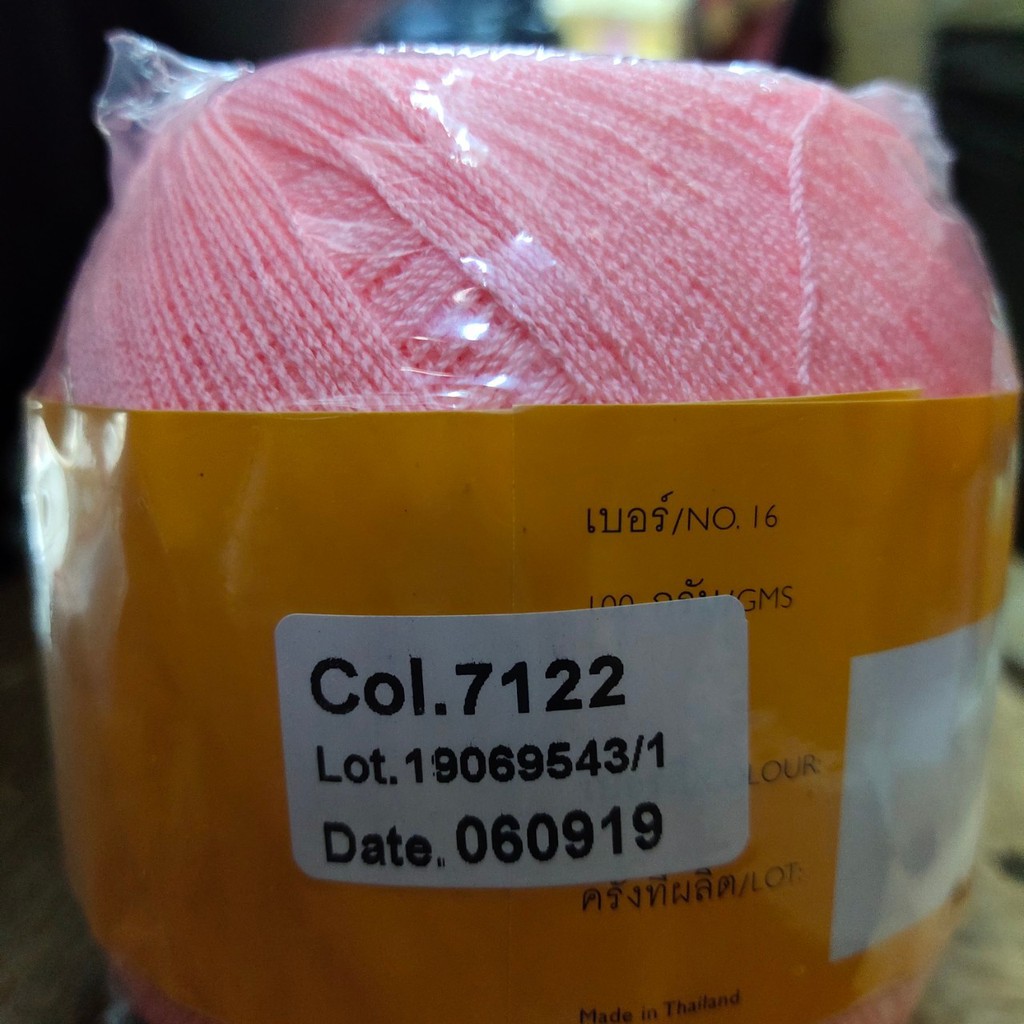 เบอร์/NO. 16
100 กรัม/GMS
Col.7122
Lot.19069543/1
LOUR:
Date. 060919
ครั้งที่ผลิต/LOT:
Made in Thailand